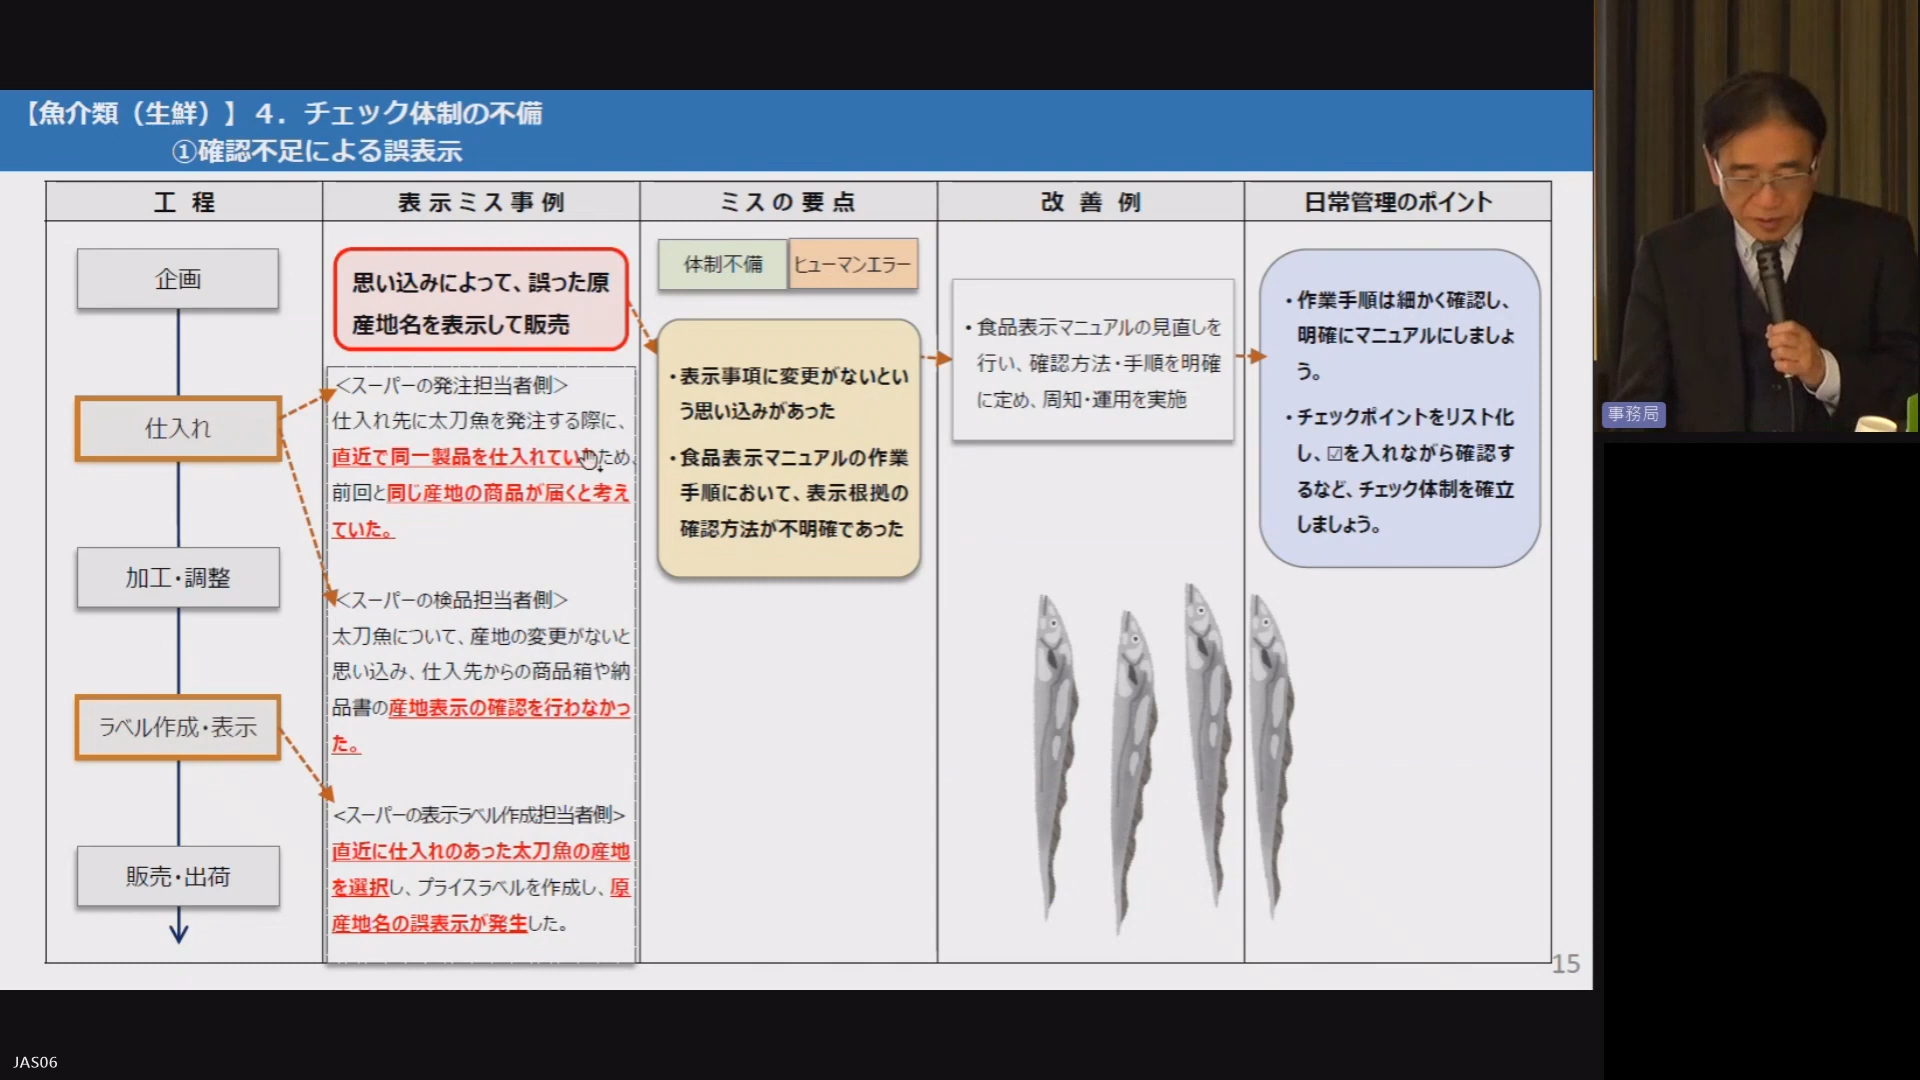 【魚介類（生鮮）】４．チェック体制の不備
①確認不足による誤表示
工 程
表 示 ミ ス 事 例
ミ ス の 要 点
改 善 例
日常管理のポイント
企画
仕入れ
加工・調整
ラベル作成・表示
販売・出荷
思い込みによって、誤った原
産地名を表示して販売
＜スーパーの発注担当者側＞
仕入れ先に太刀魚を発注する際に、
直近で同一製品を仕入れていため、
前回と同じ産地の商品が届くと考え
ていた。
＜スーパーの検品担当者側＞
太刀魚について、産地の変更がないと
思い込み、仕入先からの商品箱や納
品書の産地表示の確認を行わなかっ
た。
<スーパーの表示ラベル作成担当者側>
直近に仕入れのあった太刀魚の産地
を選択し、プライスラベルを作成し、原
産地名の誤表示が発生した。
体制不備
ヒューマンエラー
・表示事項に変更がないとい
う思い込みがあった
・食品表示マニュアルの作業
手順において、表示根拠の
確認方法が不明確であった
・食品表示マニュアルの見直しを
行い、確認方法・手順を明確
に定め、周知・運用を実施
・作業手順は細かく確認し、
明確にマニュアルにしましょ
う。
・チェックポイントをリスト化
し、☑を入れながら確認す
るなど、チェック体制を確立
しましょう。
15
事務局
JAS06